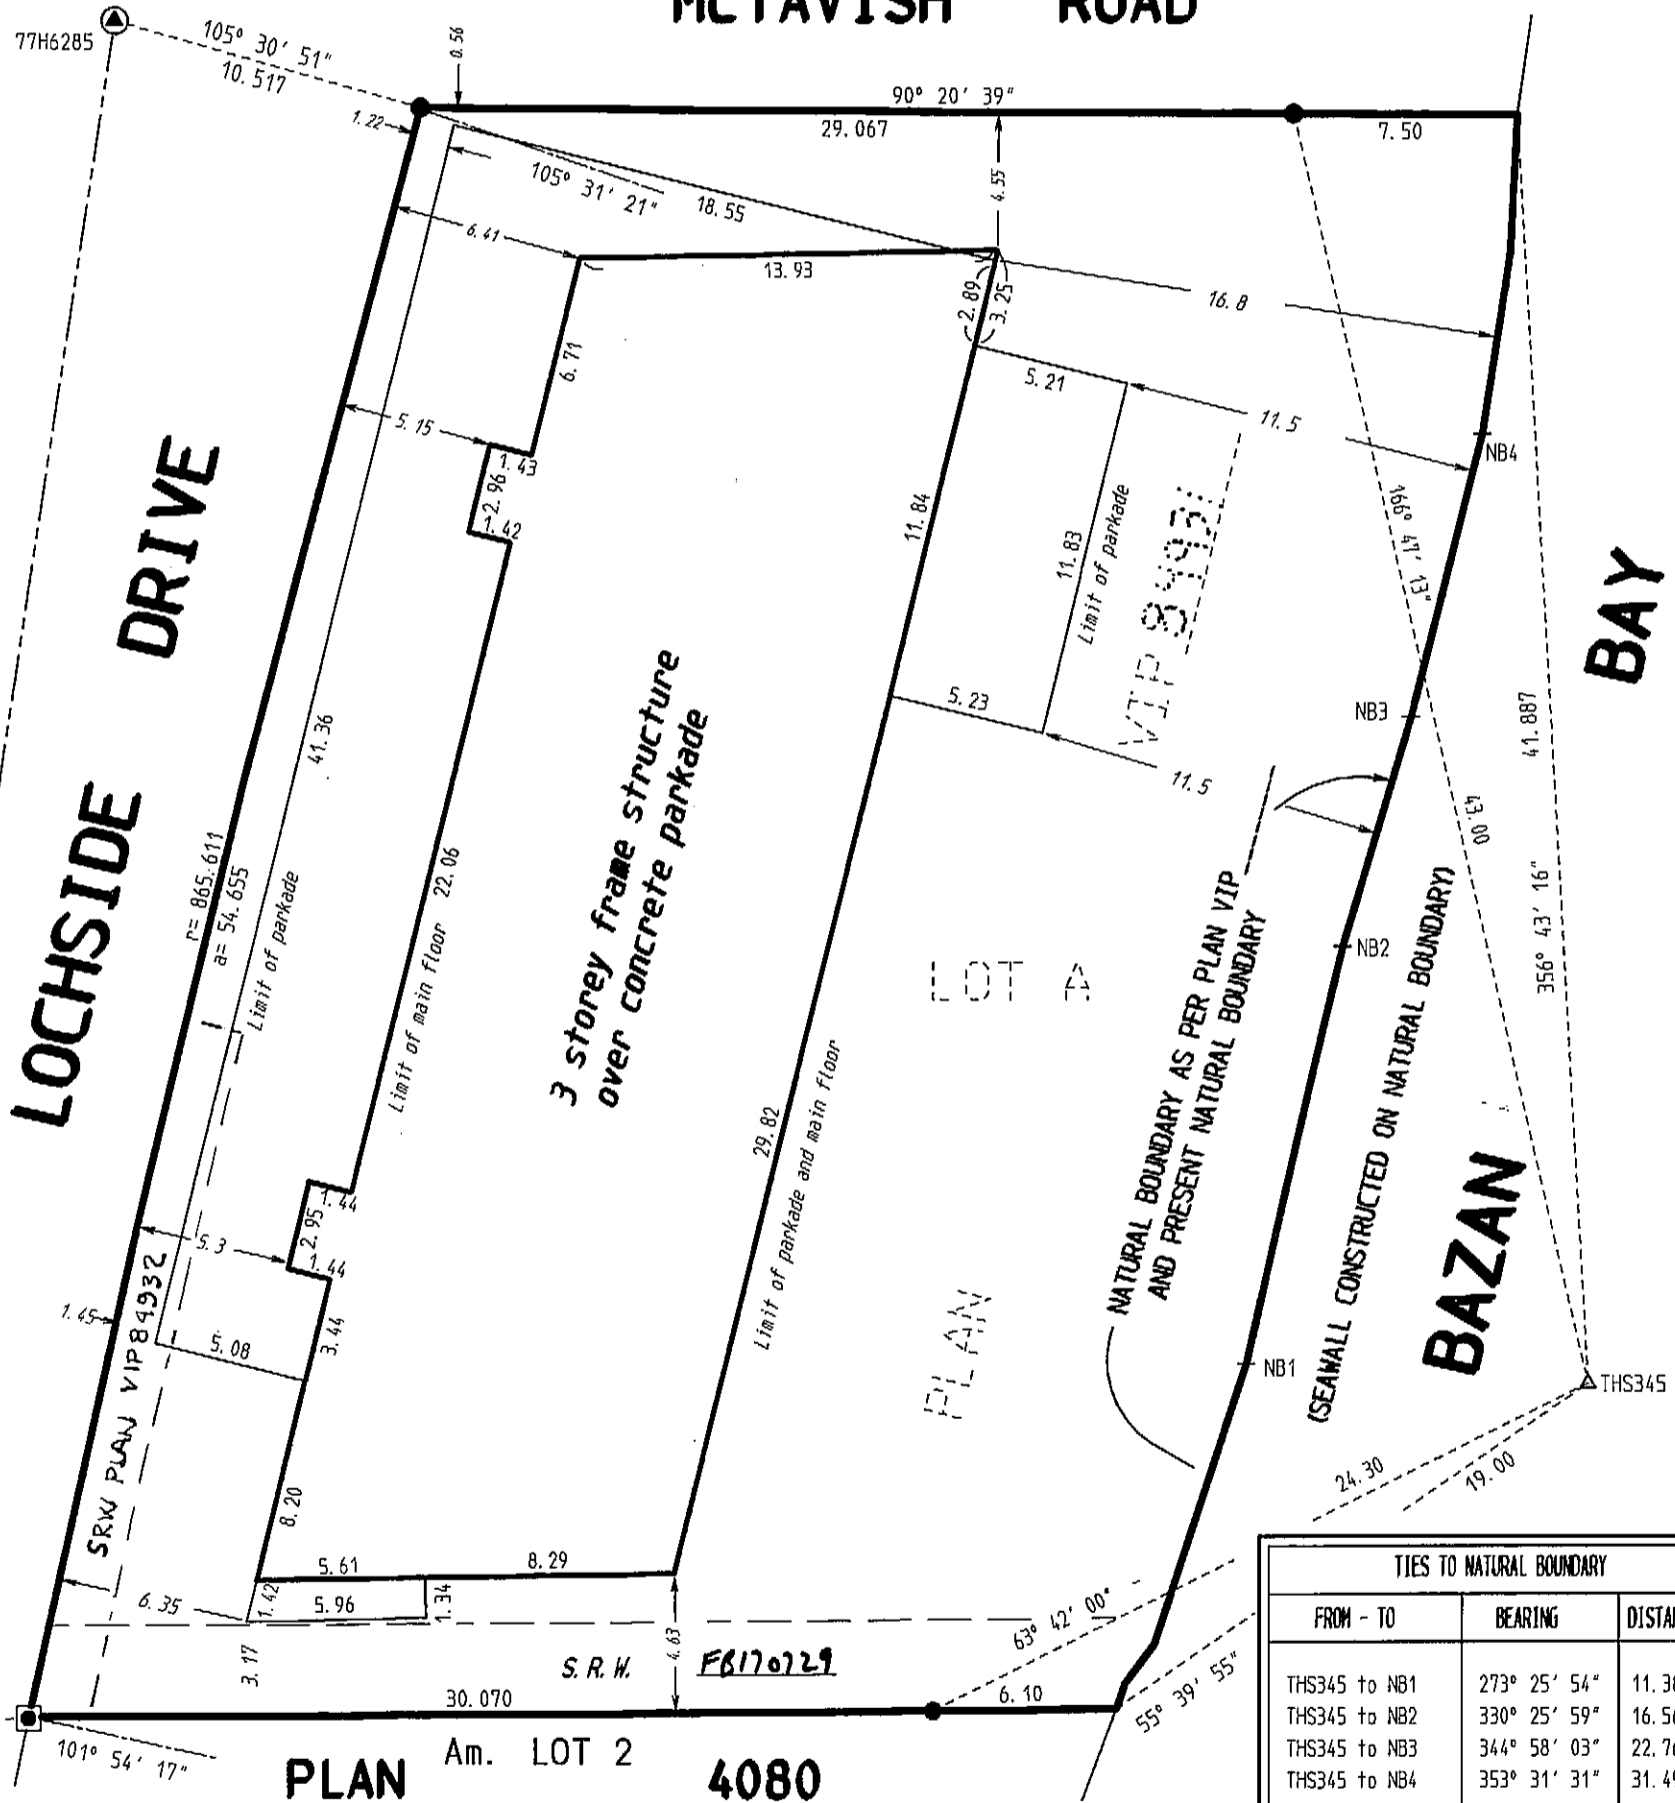 McTAVISH ROAD
77H6285
105° 30' 51"
10.517
0.56
90° 20' 39"
29.067
7.50
1.22
105° 31' 21"
18.55
4.55
6.41
13.93
2.89
3.25
16.8
6.71
5.21
11.5
5.15
1.43
2.96
1.42
NB4
166° 41' 13"
11.84
11.83
Limit of parkade
LOCHSIDE DRIVE
BAZAN BAY
41.36
3 storey frame structure
over concrete parkade
5.23
11.5
NB3
41.887
43.00
r= 865.611
a= 54.655
Limit of parkade
22.06
Limit of main floor
NATURAL BOUNDARY AS PER PLAN VIP
AND PRESENT NATURAL BOUNDARY
(SEAWALL CONSTRUCTED ON NATURAL BOUNDARY)
356° 43' 16"
NB2
LOT A
29.82
Limit of parkade and main floor
1.44
2.95
5.3
1.44
1.45
5.08
3.44
SRW PLAN VIP84932
PLAN
VIP
NB1
THS345
24.30
19.00
8.20
5.61
8.29
1.42
5.96
1.34
6.35
3.17
4.63
S.R.W.
FB170729
63° 42' 00"
55° 39' 55"
30.070
6.10
101° 54' 17"
Am. LOT 2
PLAN 4080
TIES TO NATURAL BOUNDARY
FROM - TO BEARING
THS345 to NB1 273° 25' 54"
THS345 to NB2 330° 25' 59"
THS345 to NB3 344° 58' 03"
THS345 to NB4 353° 31' 31"